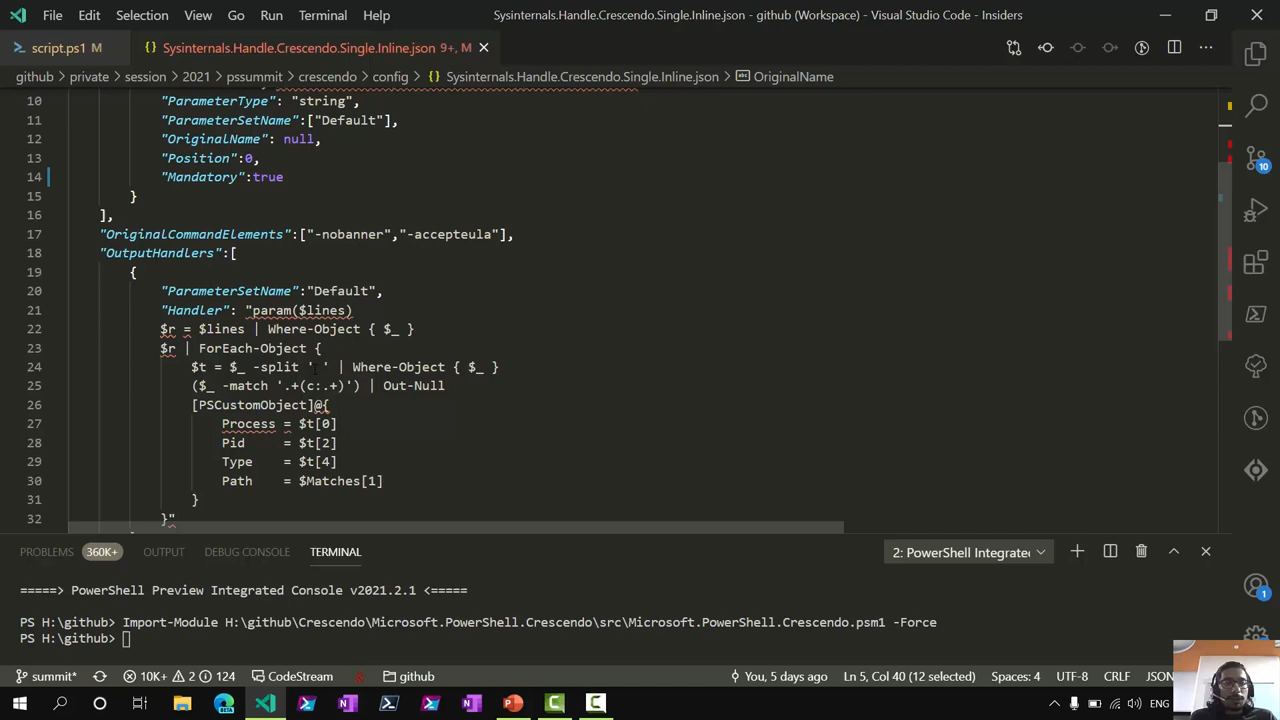 File Edit Selection View Go Run Terminal Help
Sysinternals.Handle.Crescendo.Single.Inline.json - github (Workspace) - Visual Studio Code - Insiders
script.ps1 M
Sysinternals.Handle.Crescendo.Single.Inline.json 9+, M
github > private > session > 2021 > pssummit > crescendo > config > {} Sysinternals.Handle.Crescendo.Single.Inline.json > OriginalName
10 "ParameterType": "string",
11 "ParameterSetName":["Default"],
12 "OriginalName": null,
13 "Position":0,
14 "Mandatory":true
15 }
16 ],
17 "OriginalCommandElements":["-nobanner","-accepteula"],
18 "OutputHandlers":[
19 {
20 "ParameterSetName":"Default",
21 "Handler": "param($lines)
22 $r = $lines | Where-Object { $_ }
23 $r | ForEach-Object {
24 $t = $_ -split ' ' | Where-Object { $_ }
25 ($_ -match '.+(c:.+)') | Out-Null
26 [PSCustomObject]@{
27 Process = $t[0]
28 Pid = $t[2]
29 Type = $t[4]
30 Path = $Matches[1]
31 }
32 }"
10
PROBLEMS 360K+ OUTPUT DEBUG CONSOLE TERMINAL
2: PowerShell Integrate
=====> PowerShell Preview Integrated Console v2021.2.1 <=====
PS H:\github> Import-Module H:\github\Crescendo\Microsoft.PowerShell.Crescendo\src\Microsoft.PowerShell.Crescendo.psm1 -Force
PS H:\github>
1
summit* 10K+ 2 124 CodeStream github You, 5 days ago Ln 5, Col 40 (12 selected) Spaces: 4 UTF-8 CRLF JSON
ENG